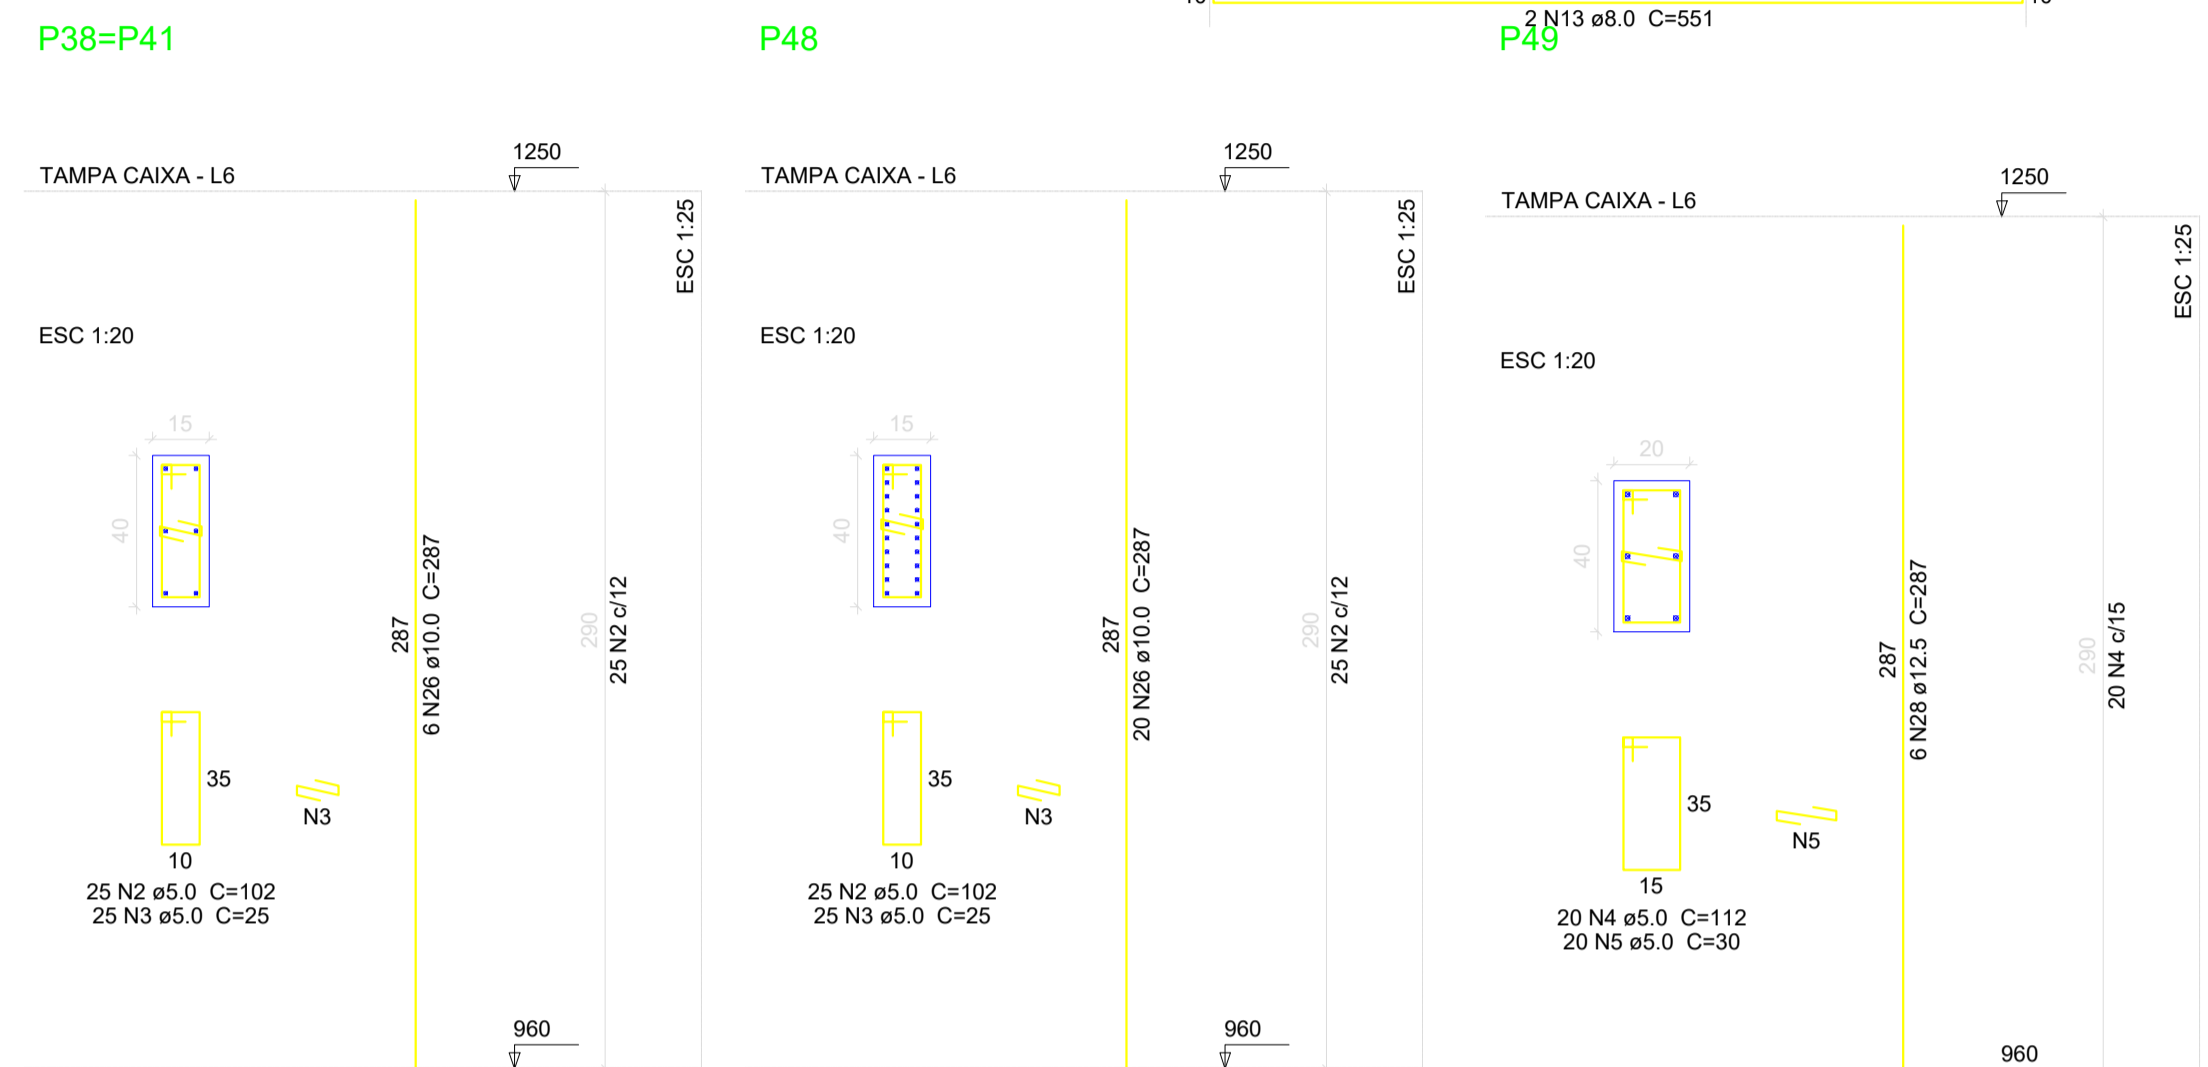 2 N13 ø8.0 C=551
P38=P41
TAMPA CAIXA - L6
1250
ESC 1:25
ESC 1:20
15
40
287
6 N26 ø10.0 C=287
290
25 N2 c/12
35
N3
10
25 N2 ø5.0 C=102
25 N3 ø5.0 C=25
960
P48
TAMPA CAIXA - L6
1250
ESC 1:25
ESC 1:20
15
40
287
20 N26 ø10.0 C=287
290
25 N2 c/12
35
N3
10
25 N2 ø5.0 C=102
25 N3 ø5.0 C=25
960
P49
TAMPA CAIXA - L6
1250
ESC 1:25
ESC 1:20
20
40
287
6 N28 ø12.5 C=287
290
20 N4 c/15
35
N5
15
20 N4 ø5.0 C=112
20 N5 ø5.0 C=30
960